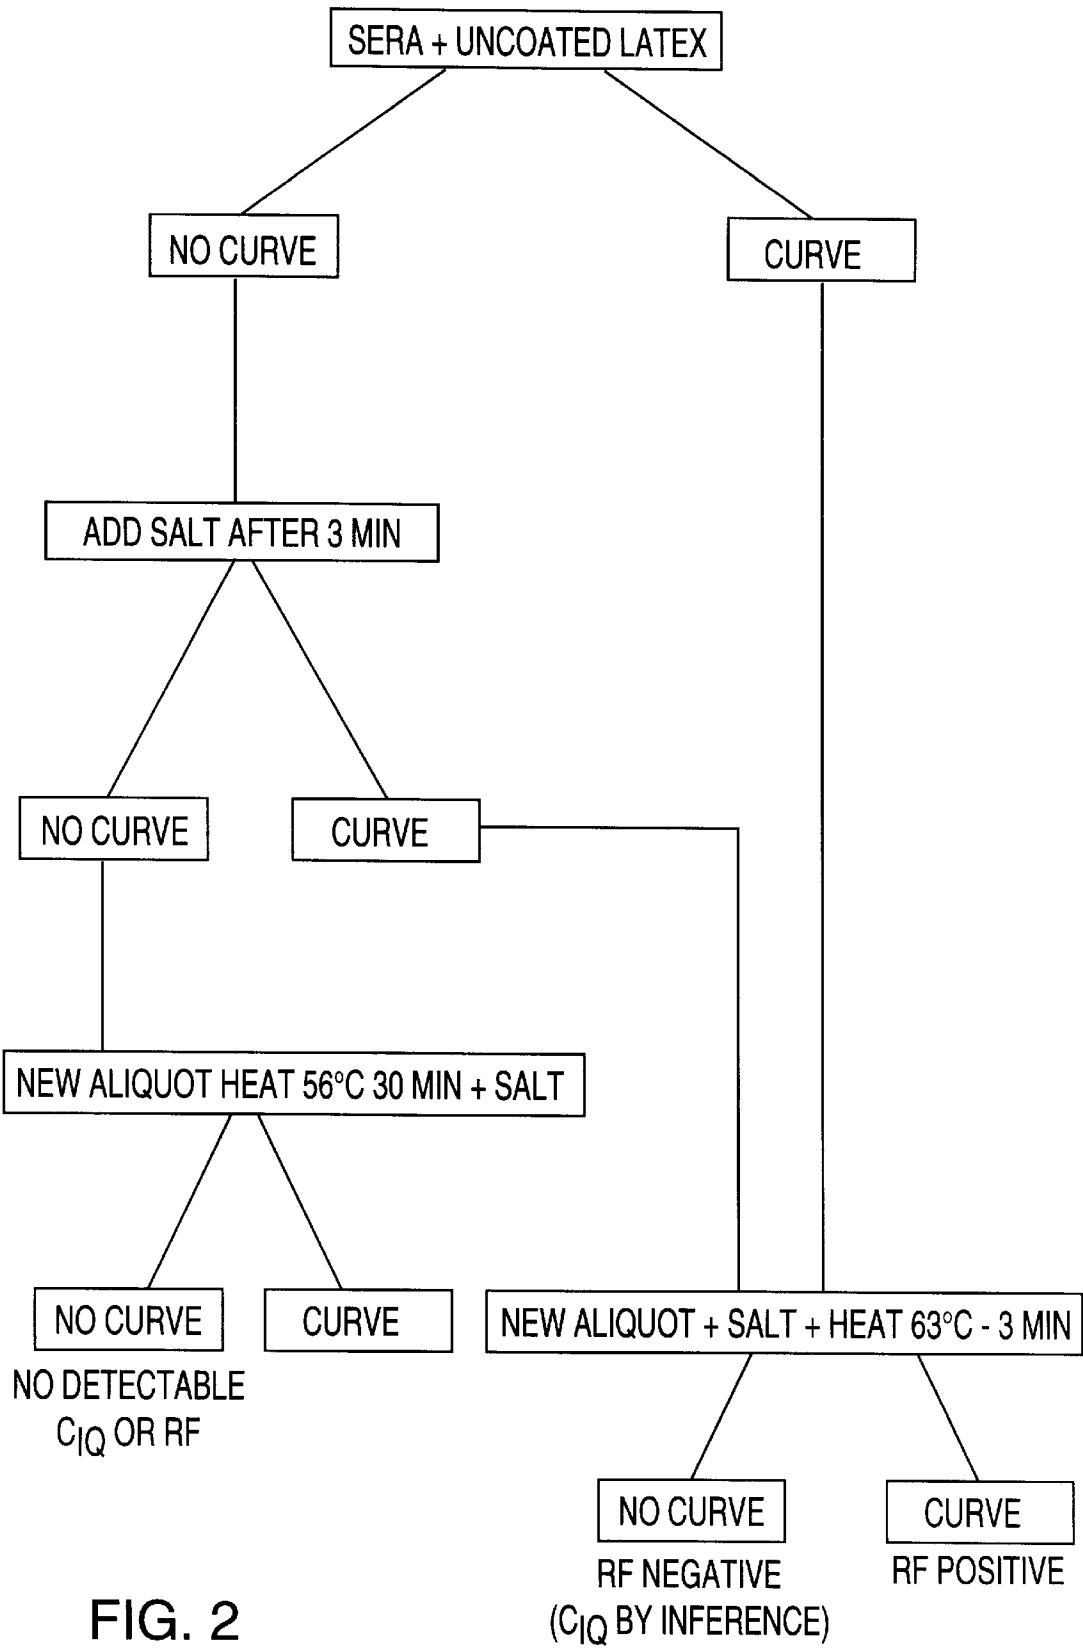 SERA + UNCOATED LATEX
NO CURVE
CURVE
ADD SALT AFTER 3 MIN
NO CURVE
CURVE
NEW ALIQUOT HEAT 56°C 30 MIN + SALT
NO CURVE
CURVE
NEW ALIQUOT + SALT + HEAT 63°C - 3 MIN
NO DETECTABLE
CIQ OR RF
NO CURVE
CURVE
RF NEGATIVE
(CIQ BY INFERENCE)
RF POSITIVE
FIG. 2